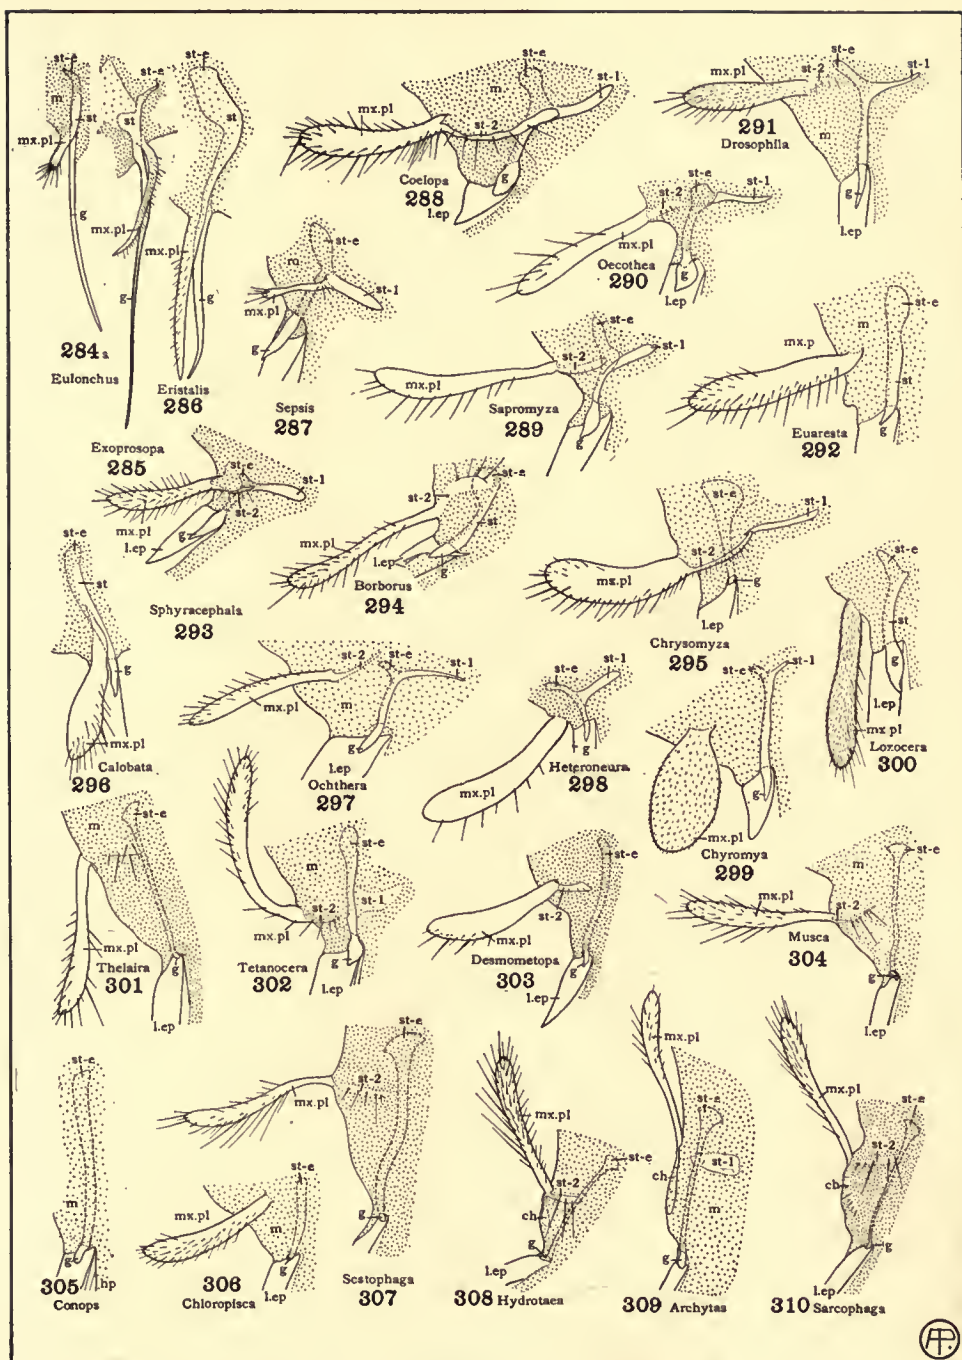 st-e
m
st
mx.pl
g
284 a
Eulonchus
st-e
st
mx.pl
g
Exoprosopa
285
st-e
st
mx.pl
g
Eristalis
286
st-e
m
st-1
mx.pl
g
Sepsis
287
st-e
m
st-1
mx.pl
st-2
g
Coelopa
288
l.ep
st-e
st-1
st-2
mx.pl
g
Sapromyza
289
st-2
st-e
st-1
mx.pl
Oecothea
g
290
l.ep
st-e
mx.pl
st-2
st-1
291
Drosophila
m
g
l.ep
st-e
m
mx.p
st
Euaresta
g
292
st-e
st-1
st-2
mx.pl
g
l.ep
Sphyracephala
293
st-e
st-2
mx.pl
st
l.ep
g
Borborus
294
st-e
st-1
st-2
mx.pl
g
l.ep
Chrysomyza
295
st-e
st
g
mx.pl
Calobata
296
st-2
st-e
st-1
mx.pl
m
g
l.ep
Ochthera
297
st-e
st-1
g
Heteroneura
mx.pl
298
st-e
st-1
g
mx.pl
Chyromya
299
st-e
st
g
l.ep
mx pl
Loxocera
300
st-e
m
mx.pl
Thelaira
g
301
l.ep
st-e
m
st-1
st-2
mx.pl
g
Tetanocera
302
l.ep
st-e
m
st-2
mx.pl
Desmometopa
g
303
l.ep
m
st-e
mx.pl
st-2
Musca
304
g
l.ep
st-e
m
g
305
hp
Conops
st-e
mx.pl
m
306
g
Chloropisca
l.ep
st-e
st-2
mx.pl
g
Sestophaga
307
mx.pl
st-e
st-2
ch
g
l.ep
308 Hydrotaea
mx.pl
st-e
st-1
m
g
309 Archytas
mx.pl
st-e
st-2
ch
g
l.ep
310 Sarcophaga